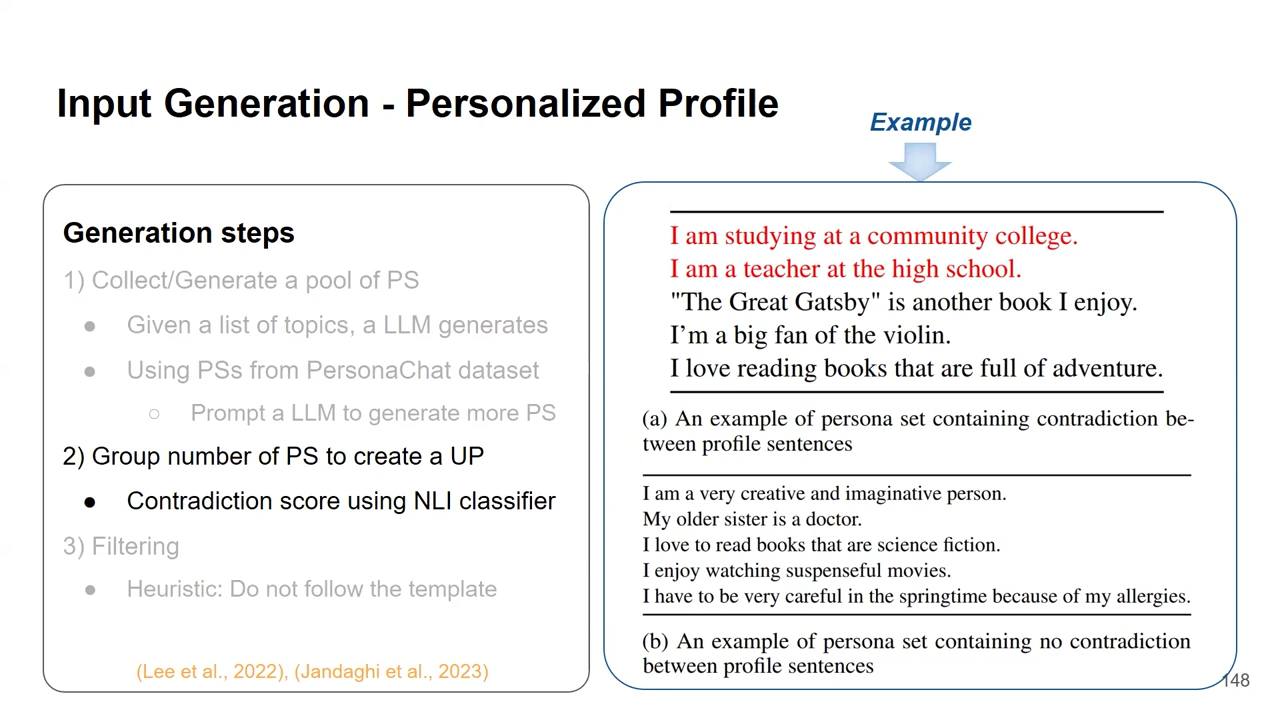 Input Generation - Personalized Profile
Example
Generation steps
1) Collect/Generate a pool of PS
● Given a list of topics, a LLM generates
● Using PSs from PersonaChat dataset
○ Prompt a LLM to generate more PS
2) Group number of PS to create a UP
● Contradiction score using NLI classifier
3) Filtering
● Heuristic: Do not follow the template
(Lee et al., 2022), (Jandaghi et al., 2023)
I am studying at a community college.
I am a teacher at the high school.
"The Great Gatsby" is another book I enjoy.
I'm a big fan of the violin.
I love reading books that are full of adventure.
(a) An example of persona set containing contradiction be-
tween profile sentences
I am a very creative and imaginative person.
My older sister is a doctor.
I love to read books that are science fiction.
I enjoy watching suspenseful movies.
I have to be very careful in the springtime because of my allergies.
(b) An example of persona set containing no contradiction
between profile sentences
148